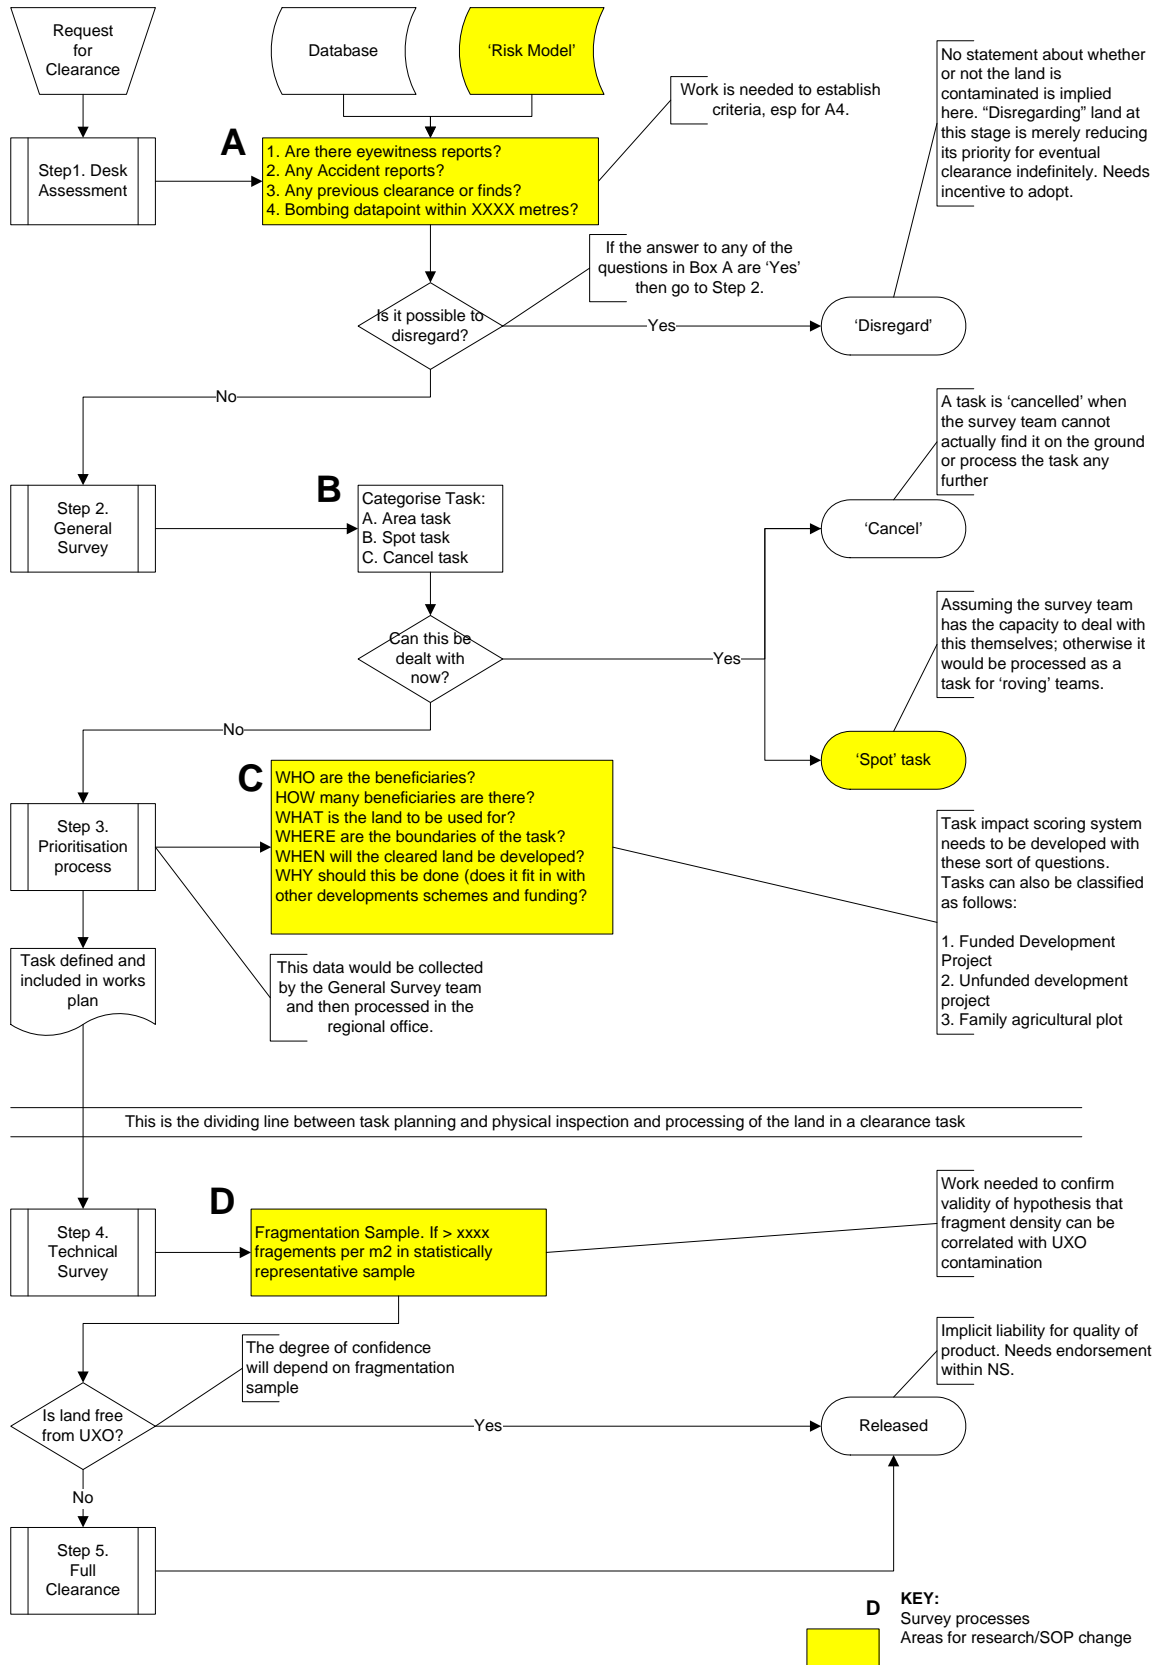 Request
for
Clearance
Database
‘Risk Model’
Work is needed to establish
criteria, esp for A4.
No statement about whether
or not the land is
contaminated is implied
here. “Disregarding” land at
this stage is merely reducing
its priority for eventual
clearance indefinitely. Needs
incentive to adopt.
Step1. Desk
Assessment
A
1. Are there eyewitness reports?
2. Any Accident reports?
3. Any previous clearance or finds?
4. Bombing datapoint within XXXX metres?
If the answer to any of the
questions in Box A are ‘Yes’
then go to Step 2.
Is it possible to
disregard?
Yes
‘Disregard’
No
A task is ‘cancelled’ when
the survey team cannot
actually find it on the ground
or process the task any
further
Step 2.
General
Survey
B
Categorise Task:
A. Area task
B. Spot task
C. Cancel task
‘Cancel’
Can this be
dealt with
now?
Yes
Assuming the survey team
has the capacity to deal with
this themselves; otherwise it
would be processed as a
task for ‘roving’ teams.
No
‘Spot’ task
C
WHO are the beneficiaries?
HOW many beneficiaries are there?
WHAT is the land to be used for?
WHERE are the boundaries of the task?
WHEN will the cleared land be developed?
WHY should this be done (does it fit in with
other developments schemes and funding?
Step 3.
Prioritisation
process
Task impact scoring system
needs to be developed with
these sort of questions.
Tasks can also be classified
as follows:
1. Funded Development
Project
2. Unfunded development
project
3. Family agricultural plot
Task defined and
included in works
plan
This data would be collected
by the General Survey team
and then processed in the
regional office.
This is the dividing line between task planning and physical inspection and processing of the land in a clearance task
Step 4.
Technical
Survey
D
Fragmentation Sample. If > xxxx
fragements per m2 in statistically
representative sample
Work needed to confirm
validity of hypothesis that
fragment density can be
correlated with UXO
contamination
The degree of confidence
will depend on fragmentation
sample
Implicit liability for quality of
product. Needs endorsement
within NS.
Is land free
from UXO?
Yes
Released
No
Step 5.
Full
Clearance
D
KEY:
Survey processes
Areas for research/SOP change